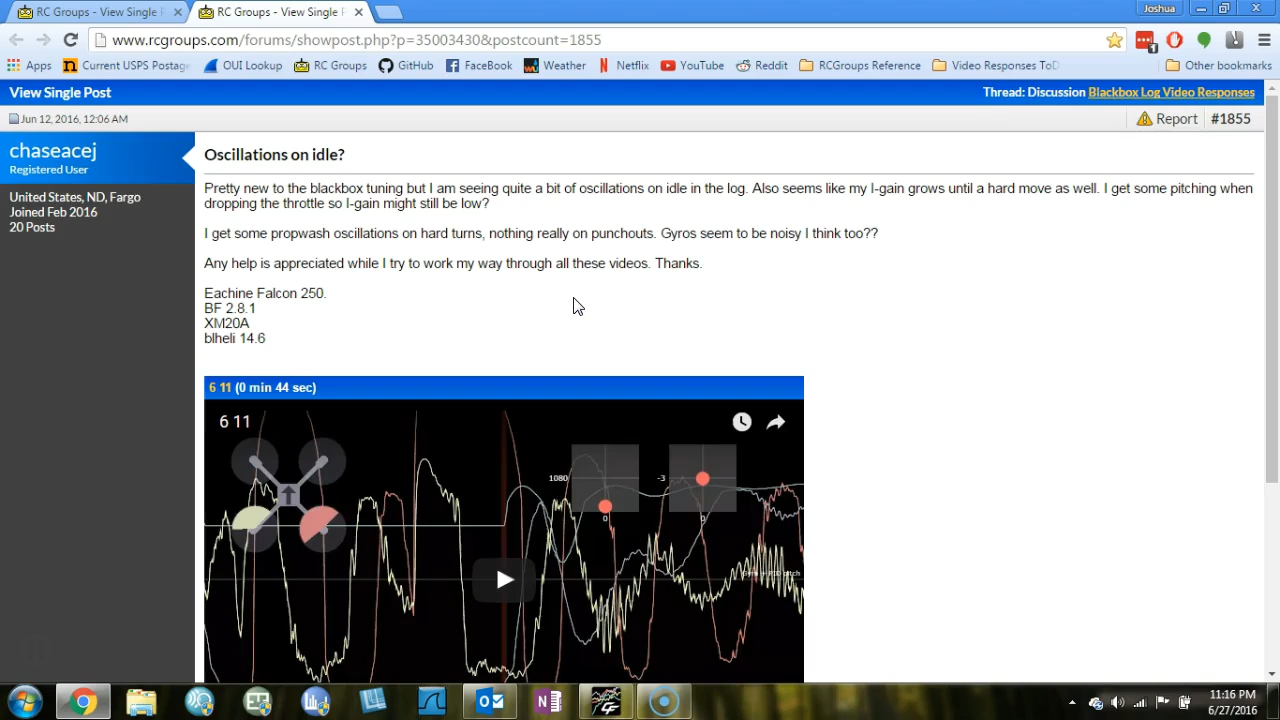 RC Groups - View Single P
RC Groups - View Single P
Joshua
www.rcgroups.com/forums/showpost.php?p=35003430&postcount=1855
Apps
Current USPS Postage
OUI Lookup
RC Groups
GitHub
FaceBook
Weather
Netflix
YouTube
Reddit
RCGroups Reference
Video Responses ToD
Other bookmarks
View Single Post
Thread: Discussion Blackbox Log Video Responses
Jun 12, 2016, 12:06 AM
Report #1855
chaseacej
Registered User
United States, ND, Fargo
Joined Feb 2016
20 Posts
Oscillations on idle?
Pretty new to the blackbox tuning but I am seeing quite a bit of oscillations on idle in the log. Also seems like my I-gain grows until a hard move as well. I get some pitching when
dropping the throttle so I-gain might still be low?
I get some propwash oscillations on hard turns, nothing really on punchouts. Gyros seem to be noisy I think too??
Any help is appreciated while I try to work my way through all these videos. Thanks.
Eachine Falcon 250.
BF 2.8.1
XM20A
blheli 14.6
6 11 (0 min 44 sec)
6 11
1080
0
-3
0
11:16 PM
6/27/2016